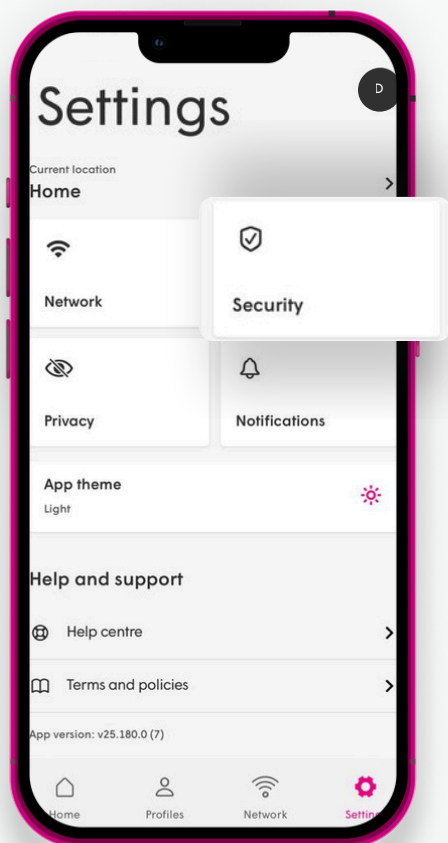 Settings
D
Current location
Home
Network
Security
Privacy
Notifications
App theme
Light
Help and support
Help centre
Terms and policies
App version: v25.180.0 (7)
Home
Profiles
Network
Setting